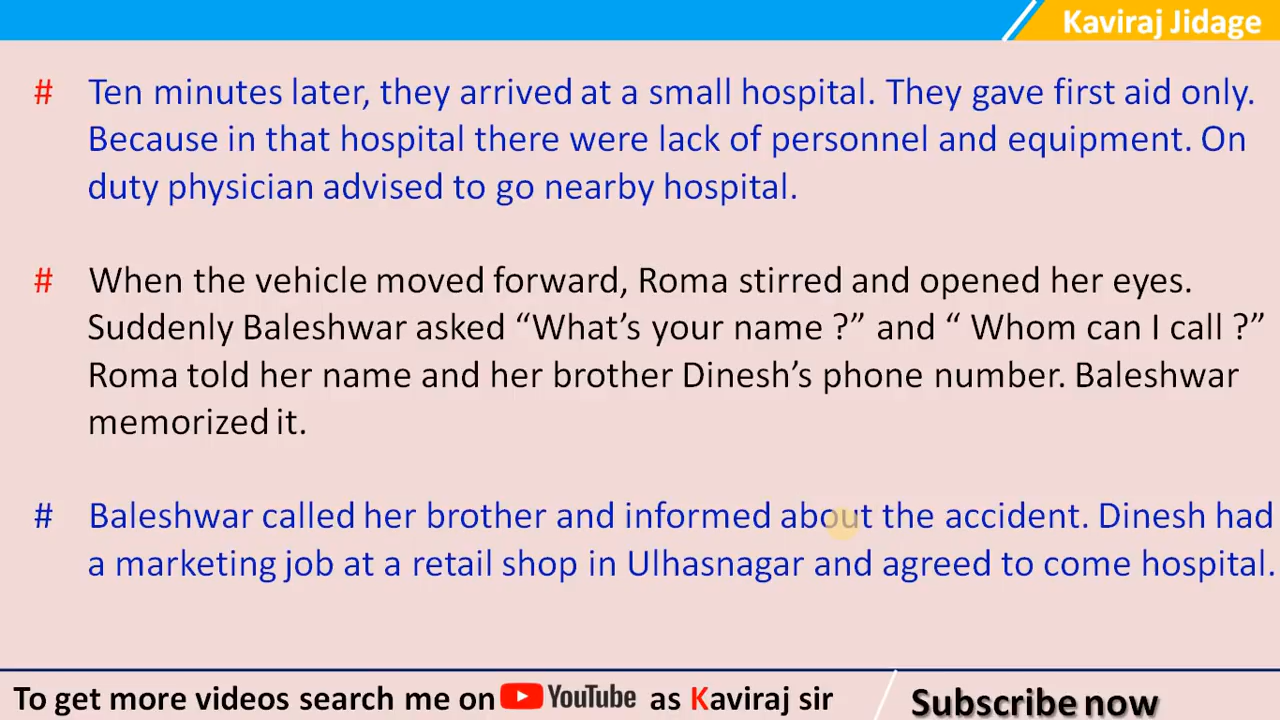 Kaviraj Jidage
# Ten minutes later, they arrived at a small hospital. They gave first aid only.
Because in that hospital there were lack of personnel and equipment. On
duty physician advised to go nearby hospital.
# When the vehicle moved forward, Roma stirred and opened her eyes.
Suddenly Baleshwar asked “What’s your name ?” and “ Whom can I call ?”
Roma told her name and her brother Dinesh’s phone number. Baleshwar
memorized it.
# Baleshwar called her brother and informed about the accident. Dinesh had
a marketing job at a retail shop in Ulhasnagar and agreed to come hospital.
To get more videos search me on YouTube as Kaviraj sir
Subscribe now